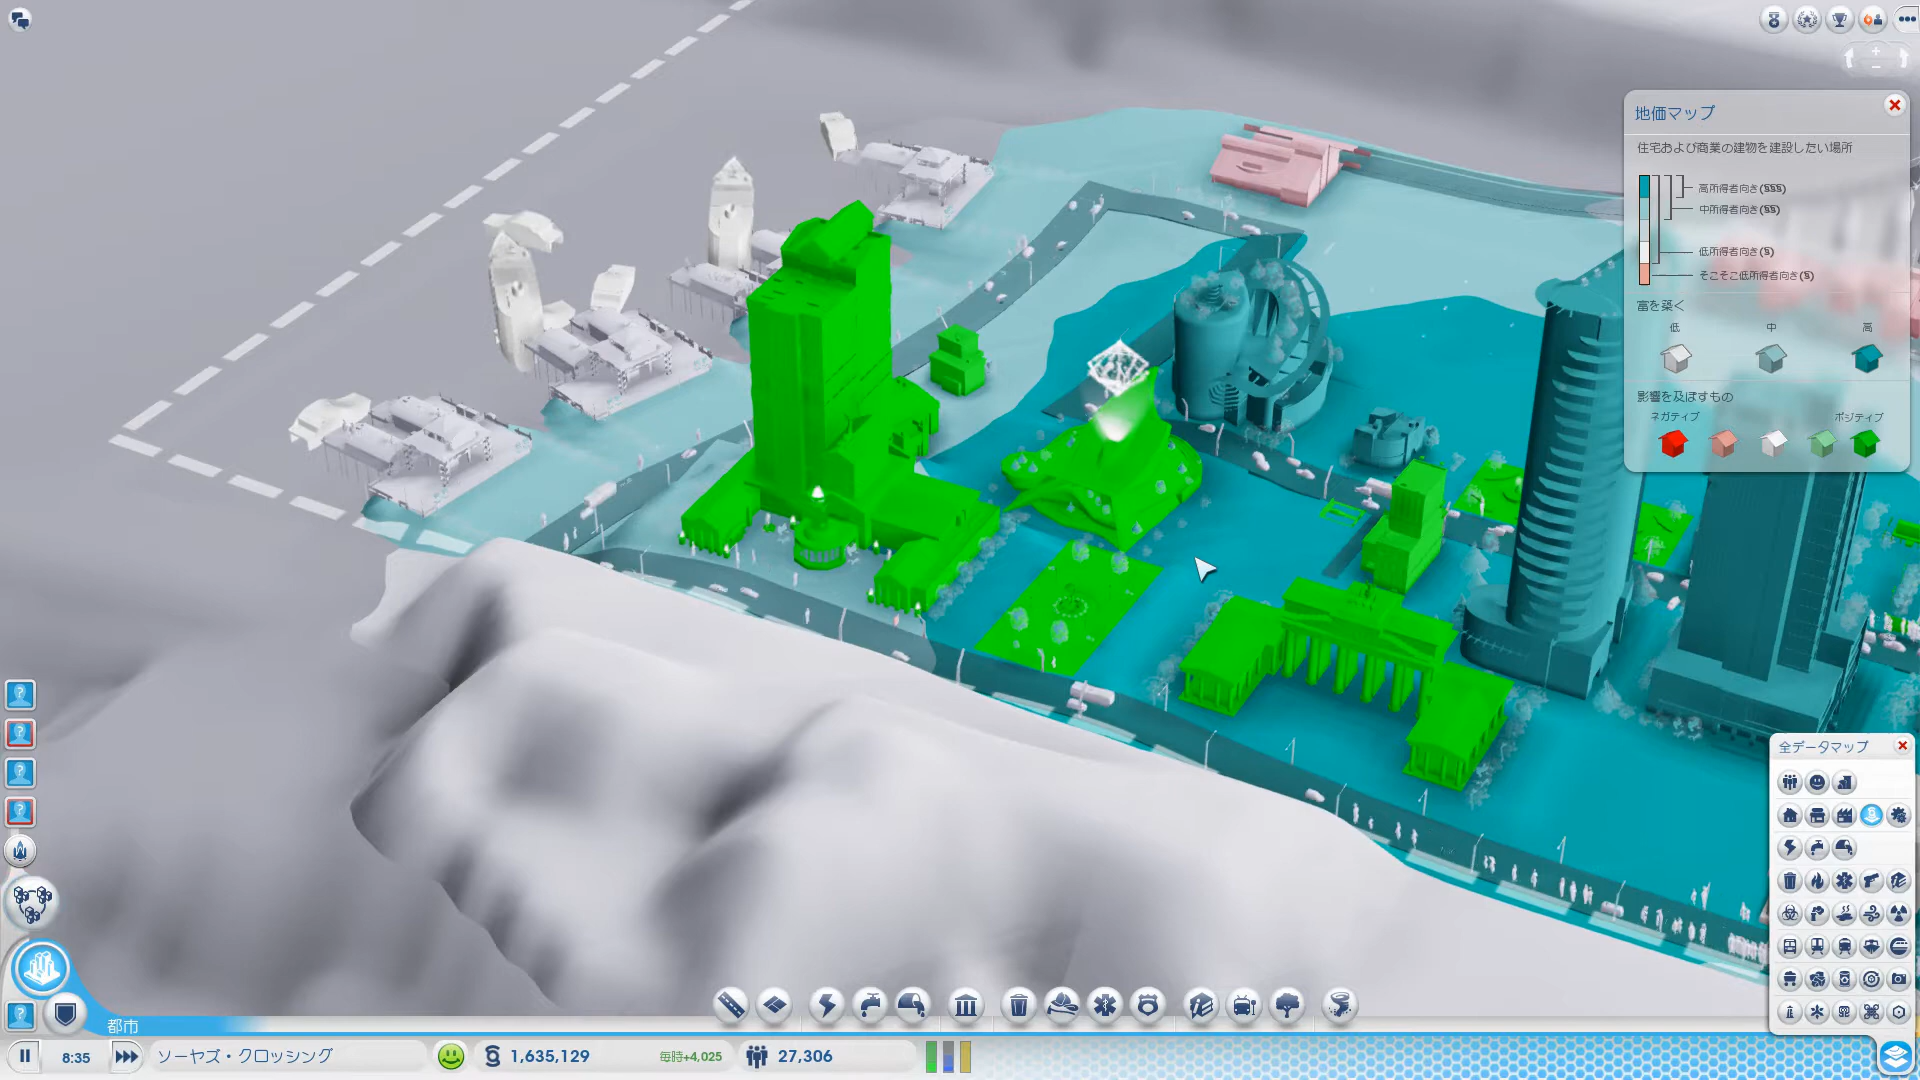 地価マップ
住宅および商業の建物を建設したい場所
高所得者向き(§§§)
中所得者向き(§§)
低所得者向き(§)
そこそこ低所得者向き(§)
富を築く
低 中 高
影響を及ぼすもの
ネガティブ ポジティブ
全データマップ
都市
8:35
ソーヤズ・クロッシング
1,635,129
毎時+4,025
27,306